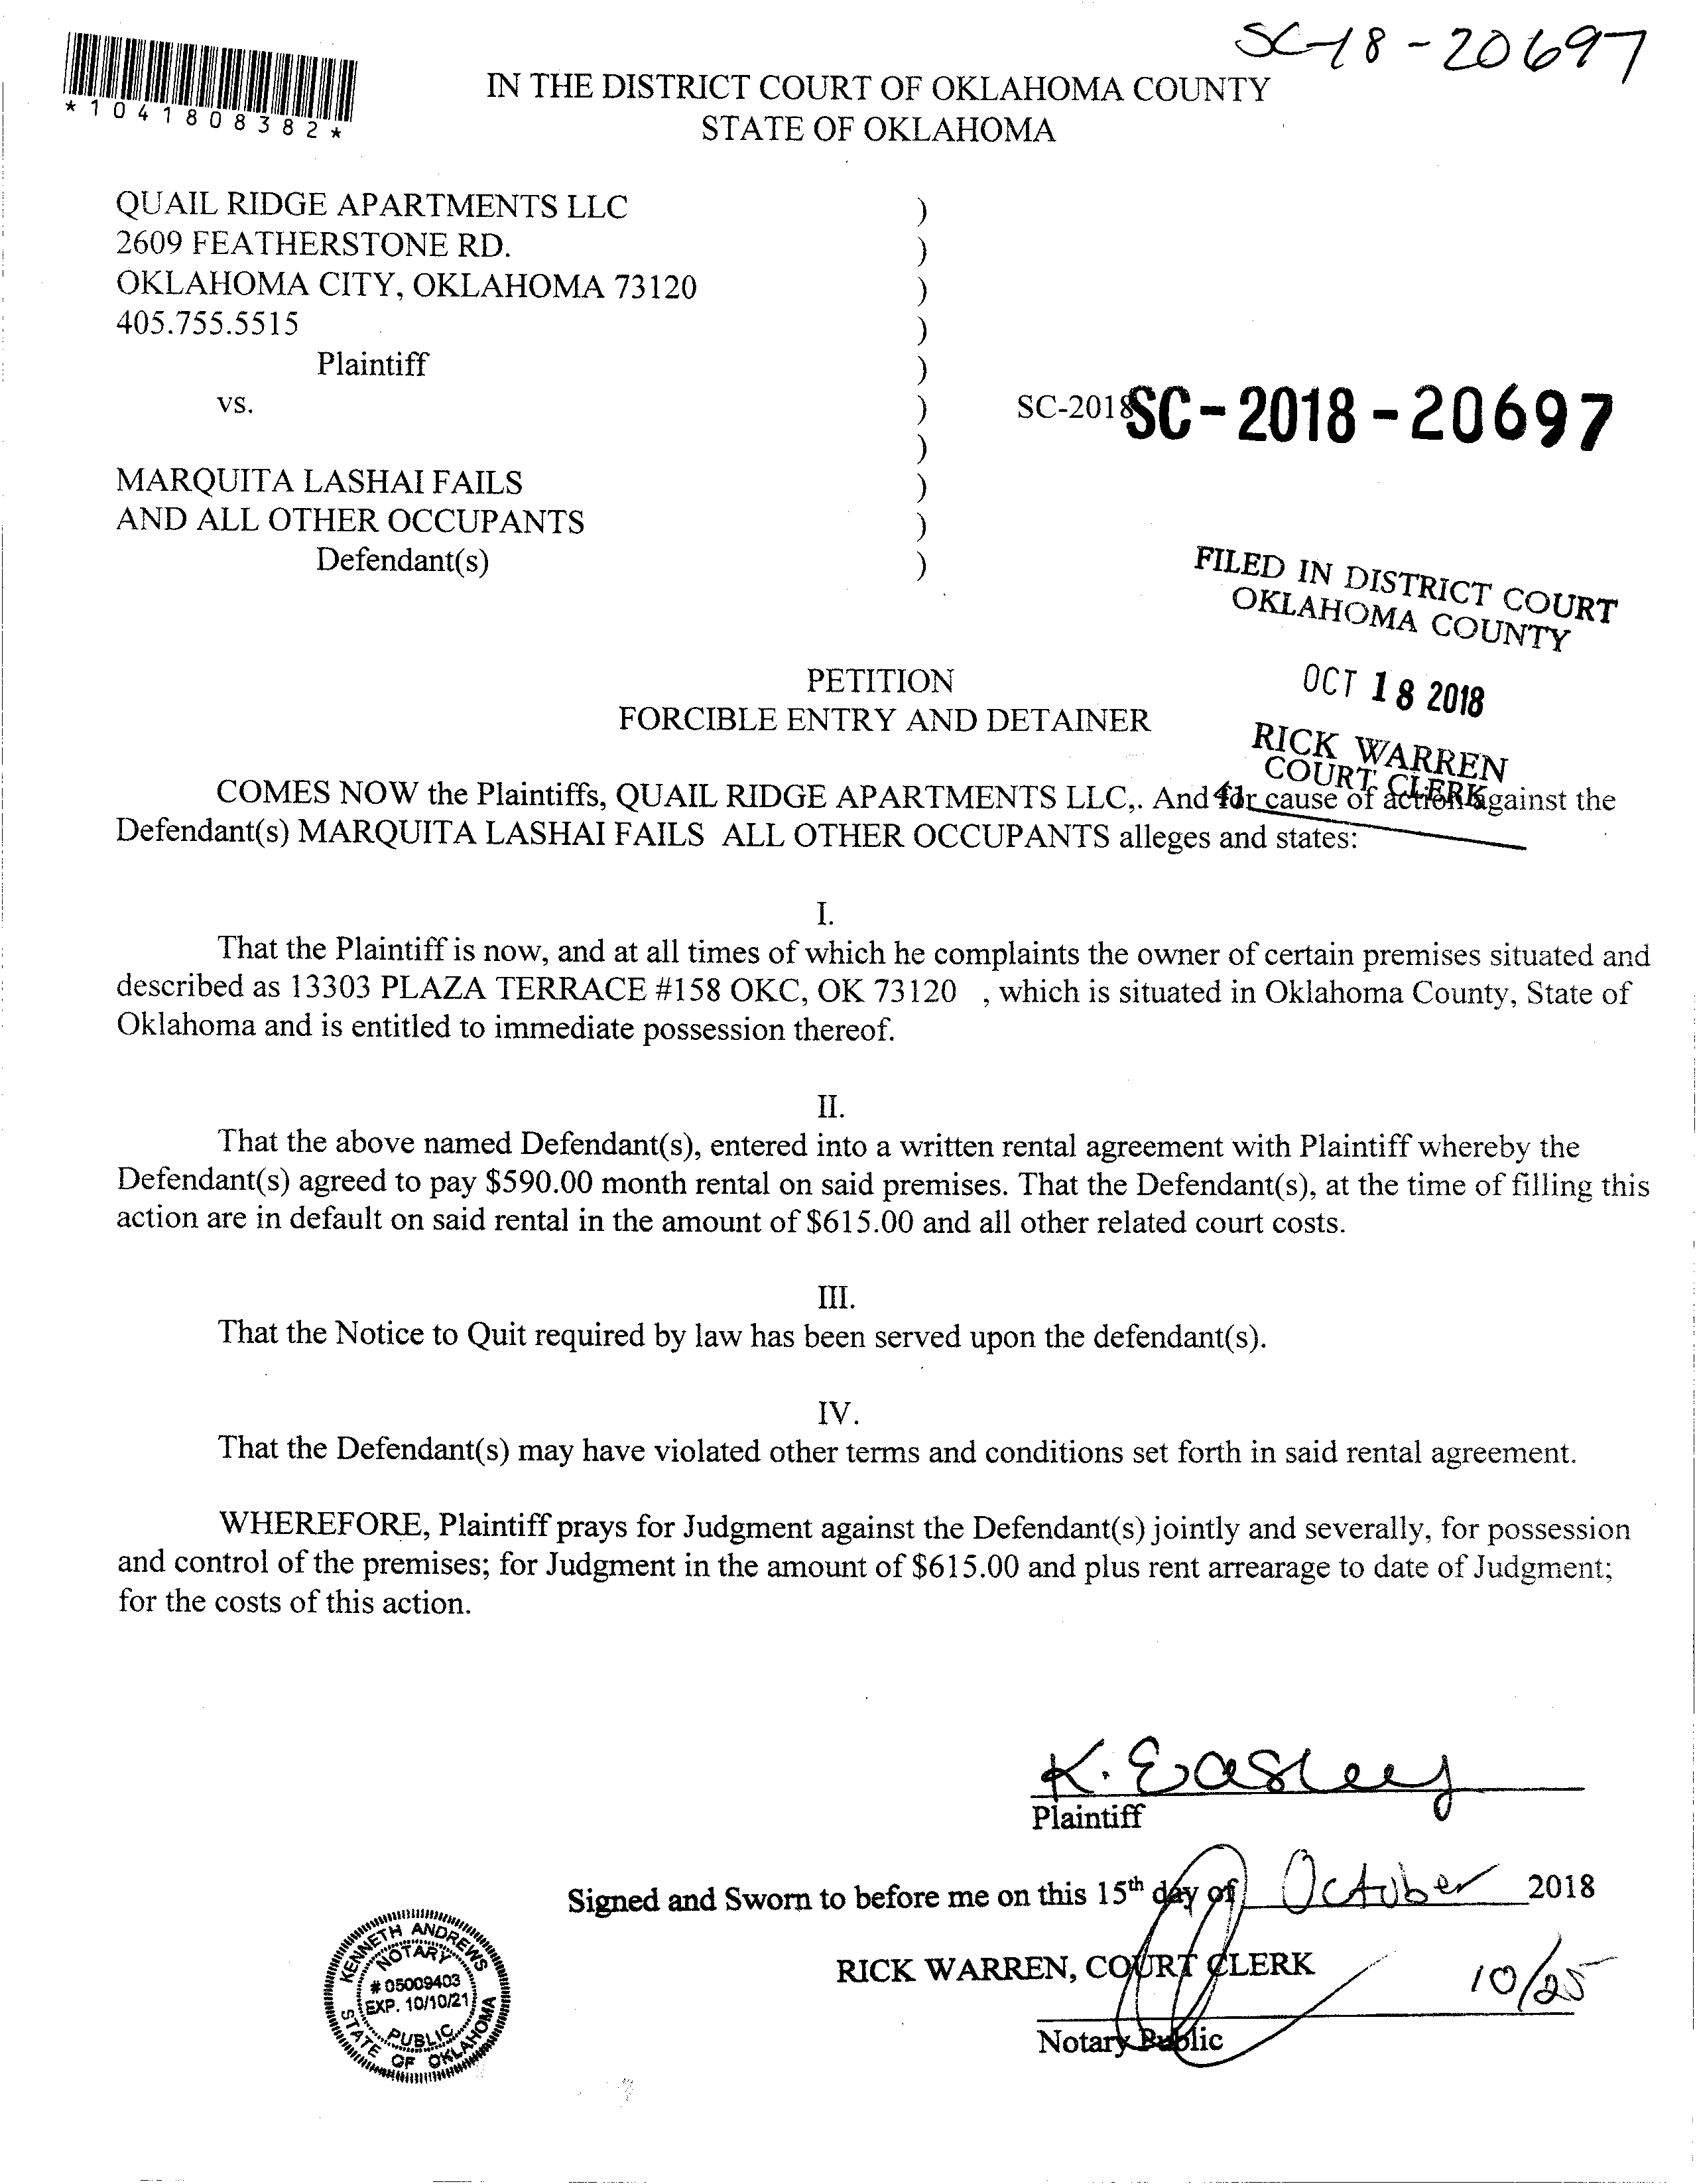 SC-18-20697
*1041808382*
IN THE DISTRICT COURT OF OKLAHOMA COUNTY
STATE OF OKLAHOMA
QUAIL RIDGE APARTMENTS LLC )
2609 FEATHERSTONE RD. )
OKLAHOMA CITY, OKLAHOMA 73120 )
405.755.5515 )
Plaintiff )
vs. ) SC-2018 SC-2018-20697
)
MARQUITA LASHAI FAILS )
AND ALL OTHER OCCUPANTS )
Defendant(s) )
FILED IN DISTRICT COURT
OKLAHOMA COUNTY
OCT 18 2018
RICK WARREN
COURT CLERK
PETITION
FORCIBLE ENTRY AND DETAINER
COMES NOW the Plaintiffs, QUAIL RIDGE APARTMENTS LLC,. And for cause of action against the
Defendant(s) MARQUITA LASHAI FAILS ALL OTHER OCCUPANTS alleges and states:
I.
That the Plaintiff is now, and at all times of which he complaints the owner of certain premises situated and
described as 13303 PLAZA TERRACE #158 OKC, OK 73120 , which is situated in Oklahoma County, State of
Oklahoma and is entitled to immediate possession thereof.
II.
That the above named Defendant(s), entered into a written rental agreement with Plaintiff whereby the
Defendant(s) agreed to pay $590.00 month rental on said premises. That the Defendant(s), at the time of filling this
action are in default on said rental in the amount of $615.00 and all other related court costs.
III.
That the Notice to Quit required by law has been served upon the defendant(s).
IV.
That the Defendant(s) may have violated other terms and conditions set forth in said rental agreement.
WHEREFORE, Plaintiff prays for Judgment against the Defendant(s) jointly and severally, for possession
and control of the premises; for Judgment in the amount of $615.00 and plus rent arrearage to date of Judgment;
for the costs of this action.
K. Easley
Plaintiff
Signed and Sworn to before me on this 15th day of October 2018
RICK WARREN, COURT CLERK
10/25
Notary Public
KENNETH ANDREWS
NOTARY
# 05009403
EXP. 10/10/21
PUBLIC
STATE OF OKLAHOMA